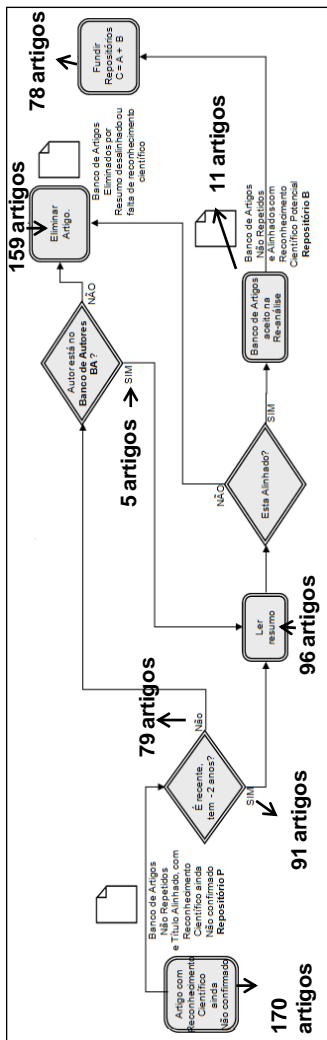 Artigo com
Reconhecimento
Científico
ainda
Não confirmado
170
artigos
Banco de Artigos
Não Repetidos
e Título Alinhado, com
Reconhecimento
Científico ainda
Não confirmado
Repositório P
É recente,
tem - 2 anos?
Não
79 artigos
SIM
91 artigos
Ler
resumo
96 artigos
Autor está no
Banco de Autores
BA ?
NÃO
SIM
5 artigos
Esta Alinhado?
NÃO
SIM
159 artigos
Eliminar
Artigo.
Banco de Artigos
Eliminados por
Resumo desalinhado ou
falta de reconhecimento
científico
Banco de Artigos
aceito na
Re-análise
11 artigos
Banco de Artigos
Não Repetidos
e Alinhados com
Reconhecimento
Científico Potencial
Repositório B
78 artigos
Fundir
Repositórios
C = A + B